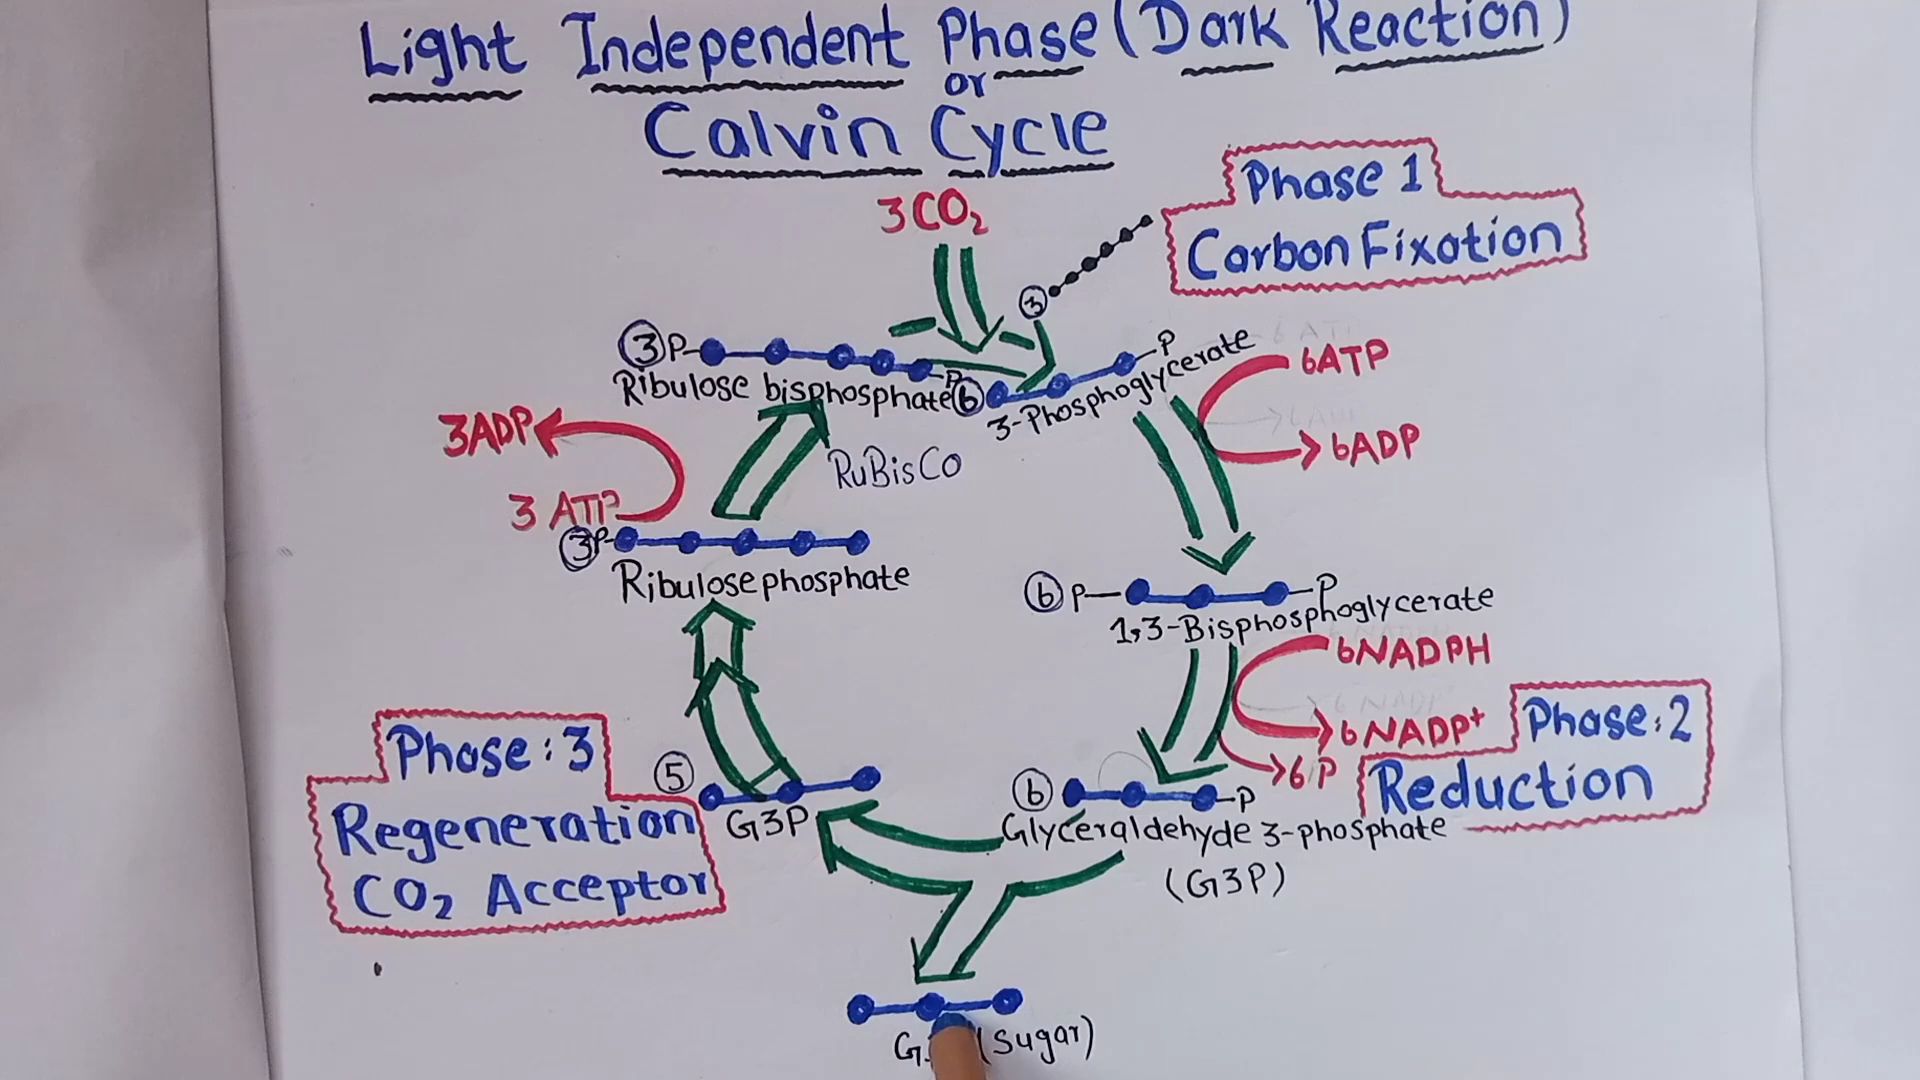 Light Independent Phase (Dark Reaction)
or
Calvin Cycle
Phase 1
Carbon Fixation
3CO₂
3
3 P P
Ribulose bisphosphate
6 P
3-Phosphoglycerate
6ATP
6ADP
3ADP
3 ATP
RuBisCo
3 P
Ribulosephosphate
6 P P
1,3-Bisphosphoglycerate
6NADPH
6NADP⁺
6 P
Phase:2
Reduction
Phase:3
Regeneration
CO₂ Acceptor
5
G3P
6 P
Glyceraldehyde 3-phosphate
(G3P)
(Sugar)